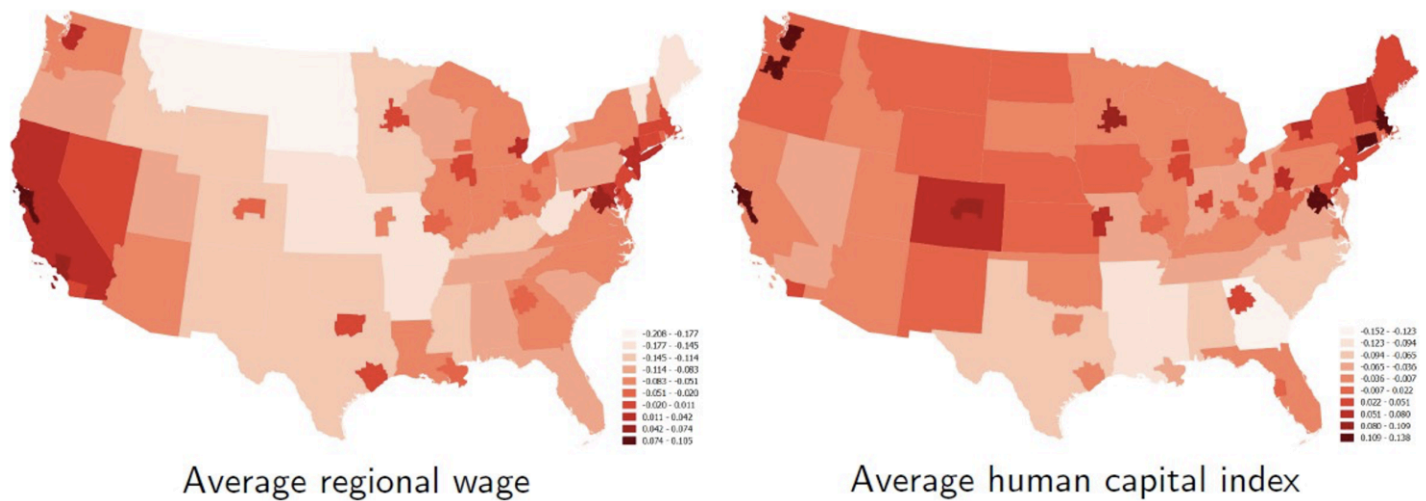 -0.208 - -0.177
-0.177 - -0.145
-0.145 - -0.114
-0.114 - -0.083
-0.083 - -0.051
-0.051 - -0.020
-0.020 - 0.011
0.011 - 0.042
0.042 - 0.074
0.074 - 0.105
Average regional wage
-0.152 - -0.123
-0.123 - -0.094
-0.094 - -0.065
-0.065 - -0.036
-0.036 - -0.007
-0.007 - 0.022
0.022 - 0.051
0.051 - 0.080
0.080 - 0.109
0.109 - 0.138
Average human capital index